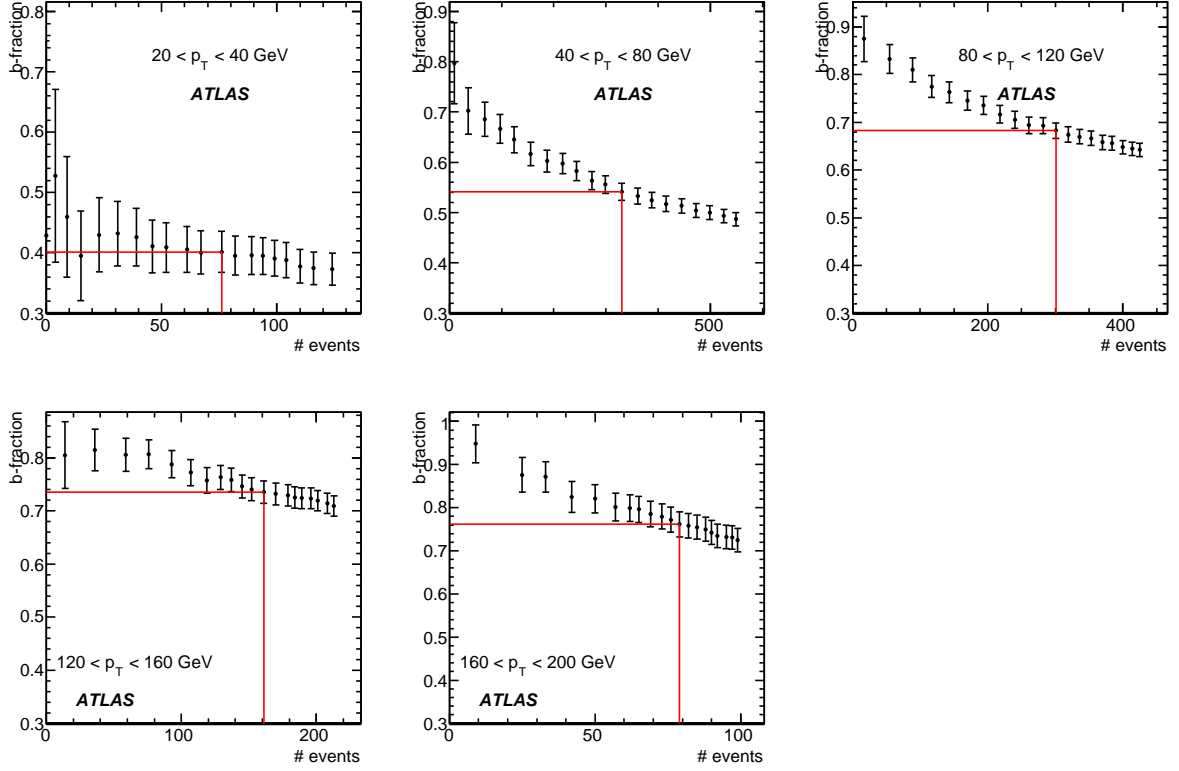 b-fraction
20 < p_T < 40 GeV
ATLAS
0.8
0.7
0.6
0.5
0.4
0.3
0 50 100
# events
b-fraction
40 < p_T < 80 GeV
ATLAS
0.9
0.8
0.7
0.6
0.5
0.4
0.3
0 500
# events
b-fraction
80 < p_T < 120 GeV
ATLAS
0.9
0.8
0.7
0.6
0.5
0.4
0.3
0 200 400
# events
b-fraction
0.8
0.7
0.6
0.5
0.4
0.3
120 < p_T < 160 GeV
ATLAS
0 100 200
# events
b-fraction
1
0.9
0.8
0.7
0.6
0.5
0.4
0.3
160 < p_T < 200 GeV
ATLAS
0 50 100
# events